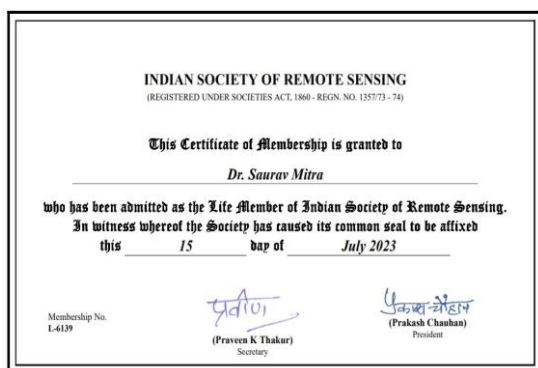 INDIAN SOCIETY OF REMOTE SENSING
(REGISTERED UNDER SOCIETIES ACT, 1860 - REGN. NO. 1357/73 - 74)
This Certificate of Membership is granted to
Dr. Saurav Mitra
who has been admitted as the Life Member of Indian Society of Remote Sensing.
In witness whereof the Society has caused its common seal to be affixed
this 15 day of July 2023
प्रवीण
प्रकाश चौहान
Membership No.
L-6139
(Praveen K Thakur)
Secretary
(Prakash Chauhan)
President